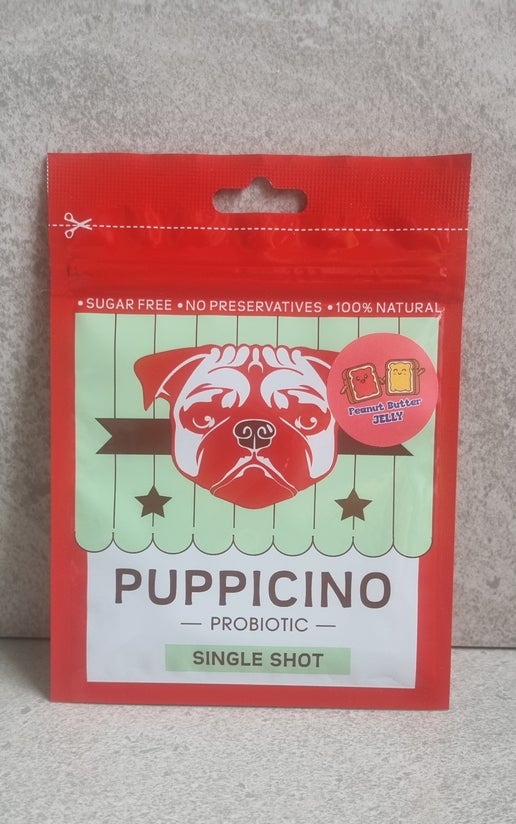 • SUGAR FREE • NO PRESERVATIVES • 100% NATURAL
Peanut Butter
JELLY
PUPPICINO
— PROBIOTIC —
SINGLE SHOT